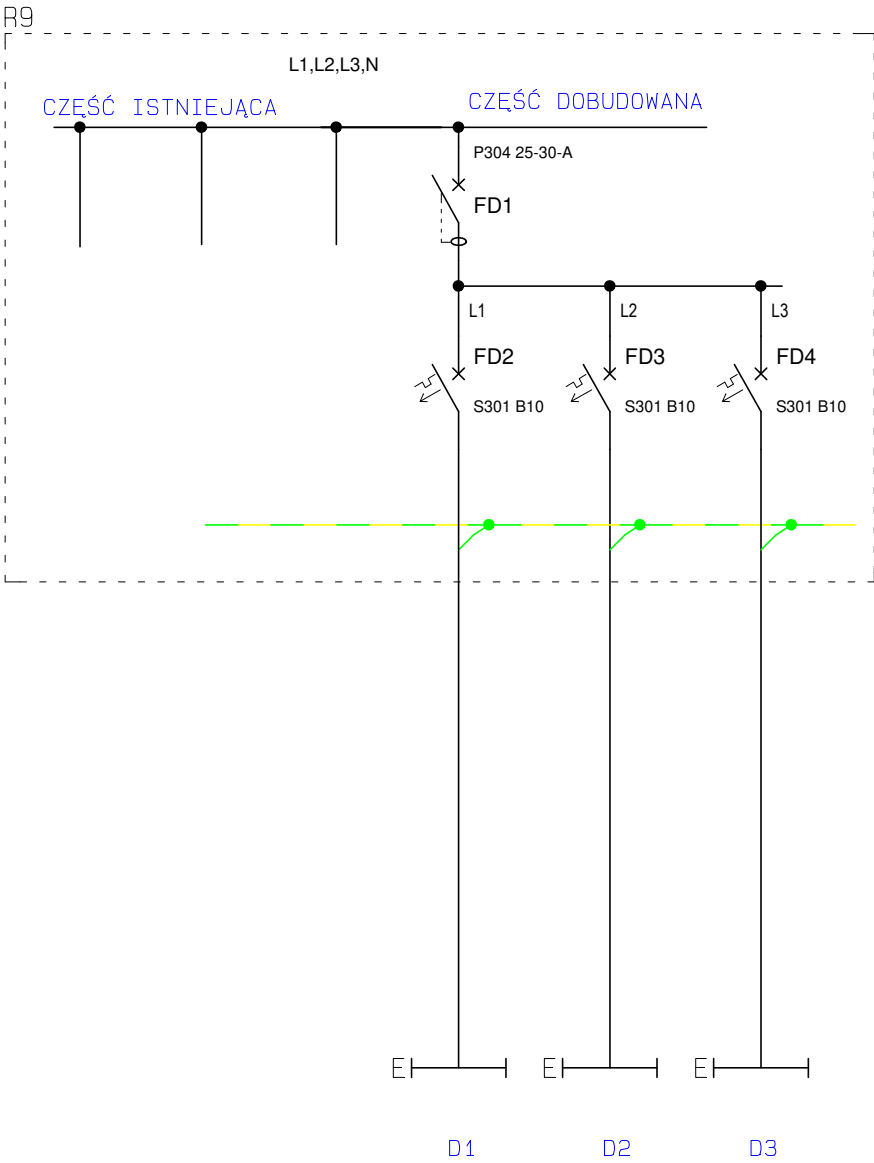 R9
L1,L2,L3,N
CZĘŚĆ ISTNIEJĄCA
CZĘŚĆ DOBUDOWANA
P304 25-30-A
FD1
L1
L2
L3
FD2
FD3
FD4
S301 B10
S301 B10
S301 B10
E
E
E
D1
D2
D3